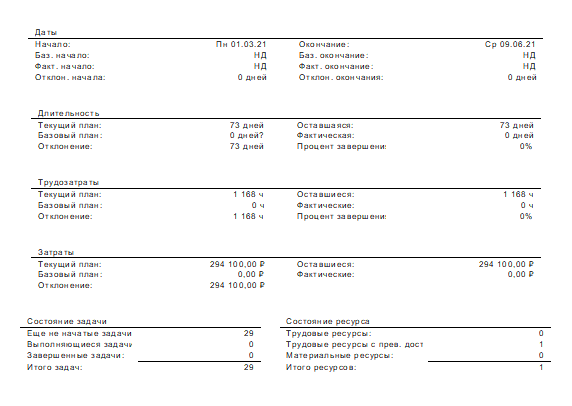 Даты
Начало: Пн 01.03.21 Окончание: Ср 09.06.21
Баз. начало: НД Баз. окончание: НД
Факт. начало: НД Факт. окончание: НД
Отклон. начала: 0 дней Отклон. окончания: 0 дней
Длительность
Текущий план: 73 дней Оставшаяся: 73 дней
Базовый план: 0 дней? Фактическая: 0 дней
Отклонение: 73 дней Процент завершени: 0%
Трудозатраты
Текущий план: 1 168 ч Оставшиеся: 1 168 ч
Базовый план: 0 ч Фактические: 0 ч
Отклонение: 1 168 ч Процент завершени: 0%
Затраты
Текущий план: 294 100,00 ₽ Оставшиеся: 294 100,00 ₽
Базовый план: 0,00 ₽ Фактические: 0,00 ₽
Отклонение: 294 100,00 ₽
Состояние задачи Состояние ресурса
Еще не начатые задачи 29 Трудовые ресурсы: 0
Выполняющиеся задачи 0 Трудовые ресурсы с прев. дост 1
Завершенные задачи: 0 Материальные ресурсы: 0
Итого задач: 29 Итого ресурсов: 1